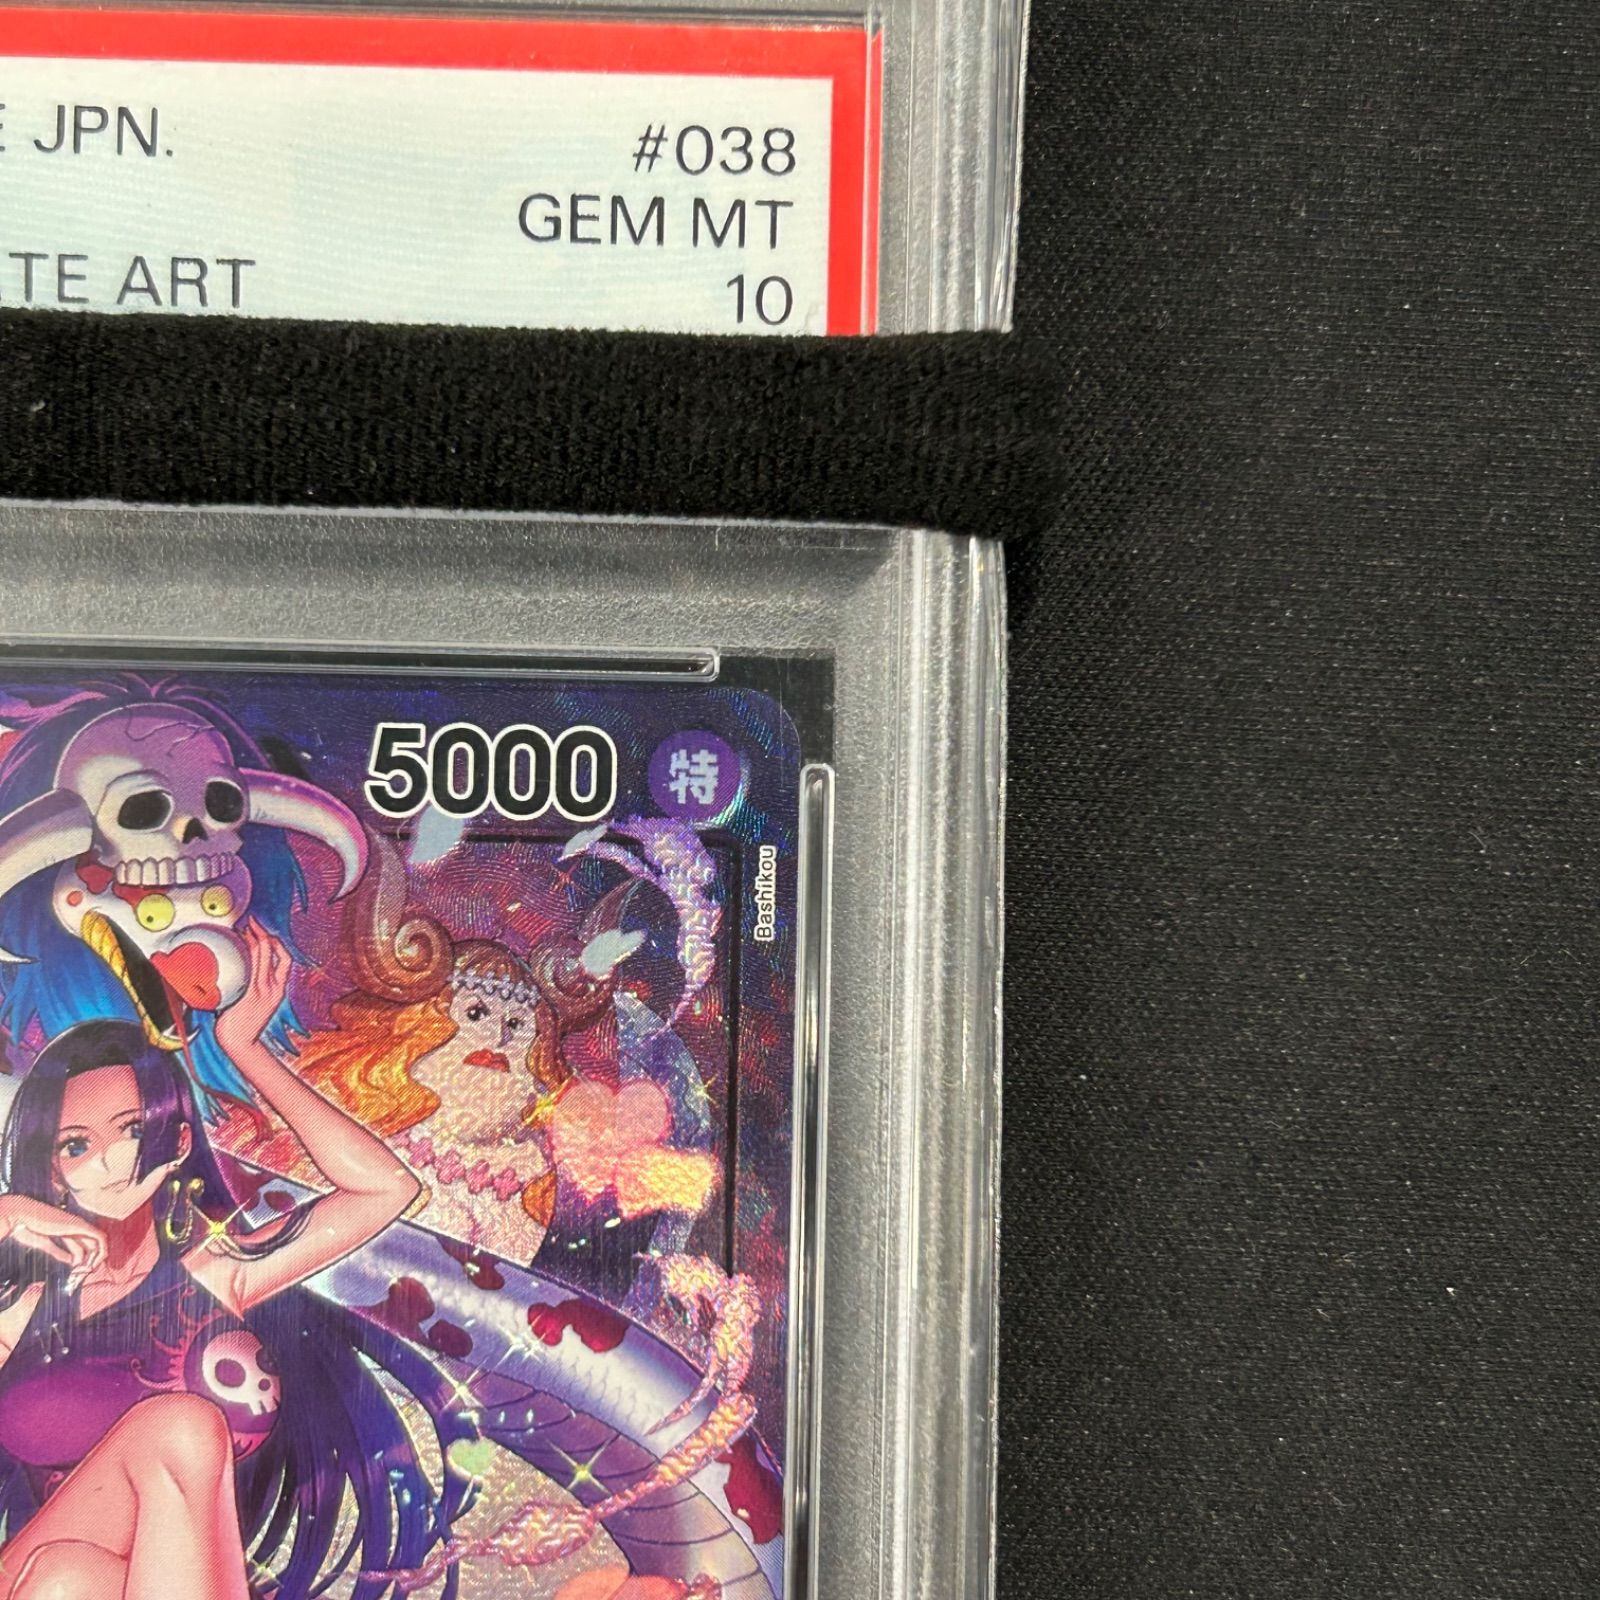 E JPN.
#038
GEM MT
TE ART
10
5000
特
Bashikou